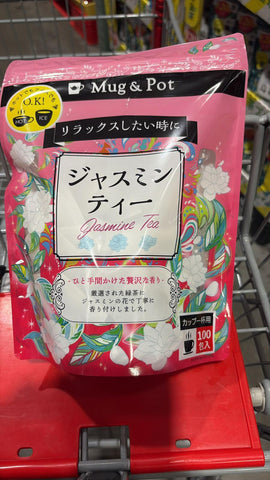 Mug & Pot
O.K!
HOT
ICE
リラックスしたい時に
ジャスミン
ティー
Jasmine Tea
ひと手間かけた贅沢な香り
厳選された緑茶に
ジャスミンの花で丁寧に
香り付けしました。
カップ一杯用
100
包入